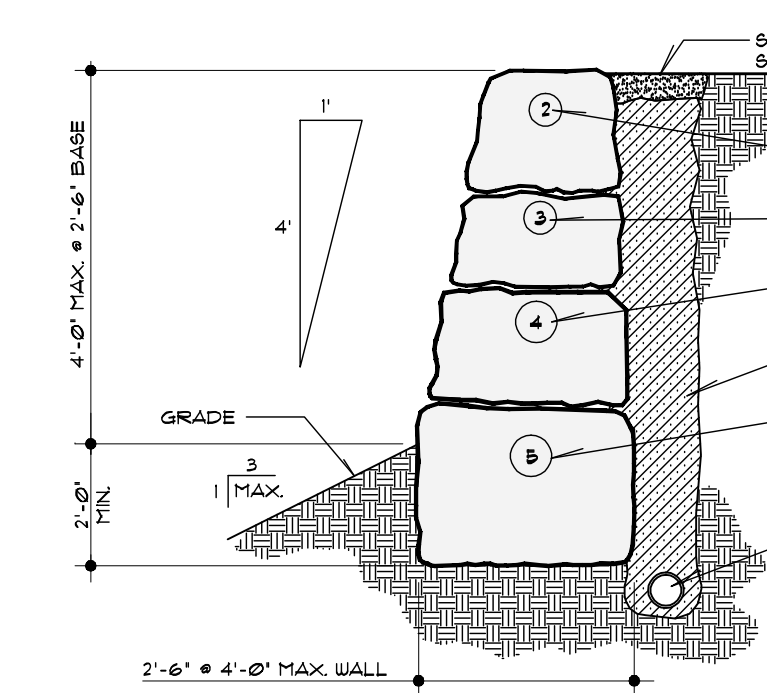 S
S
1'
2
4'-0" MAX. @ 2'-6" BASE
4'
3
4
GRADE
5
3
1 MAX.
2'-0"
MIN.
2'-6" @ 4'-0" MAX. WALL